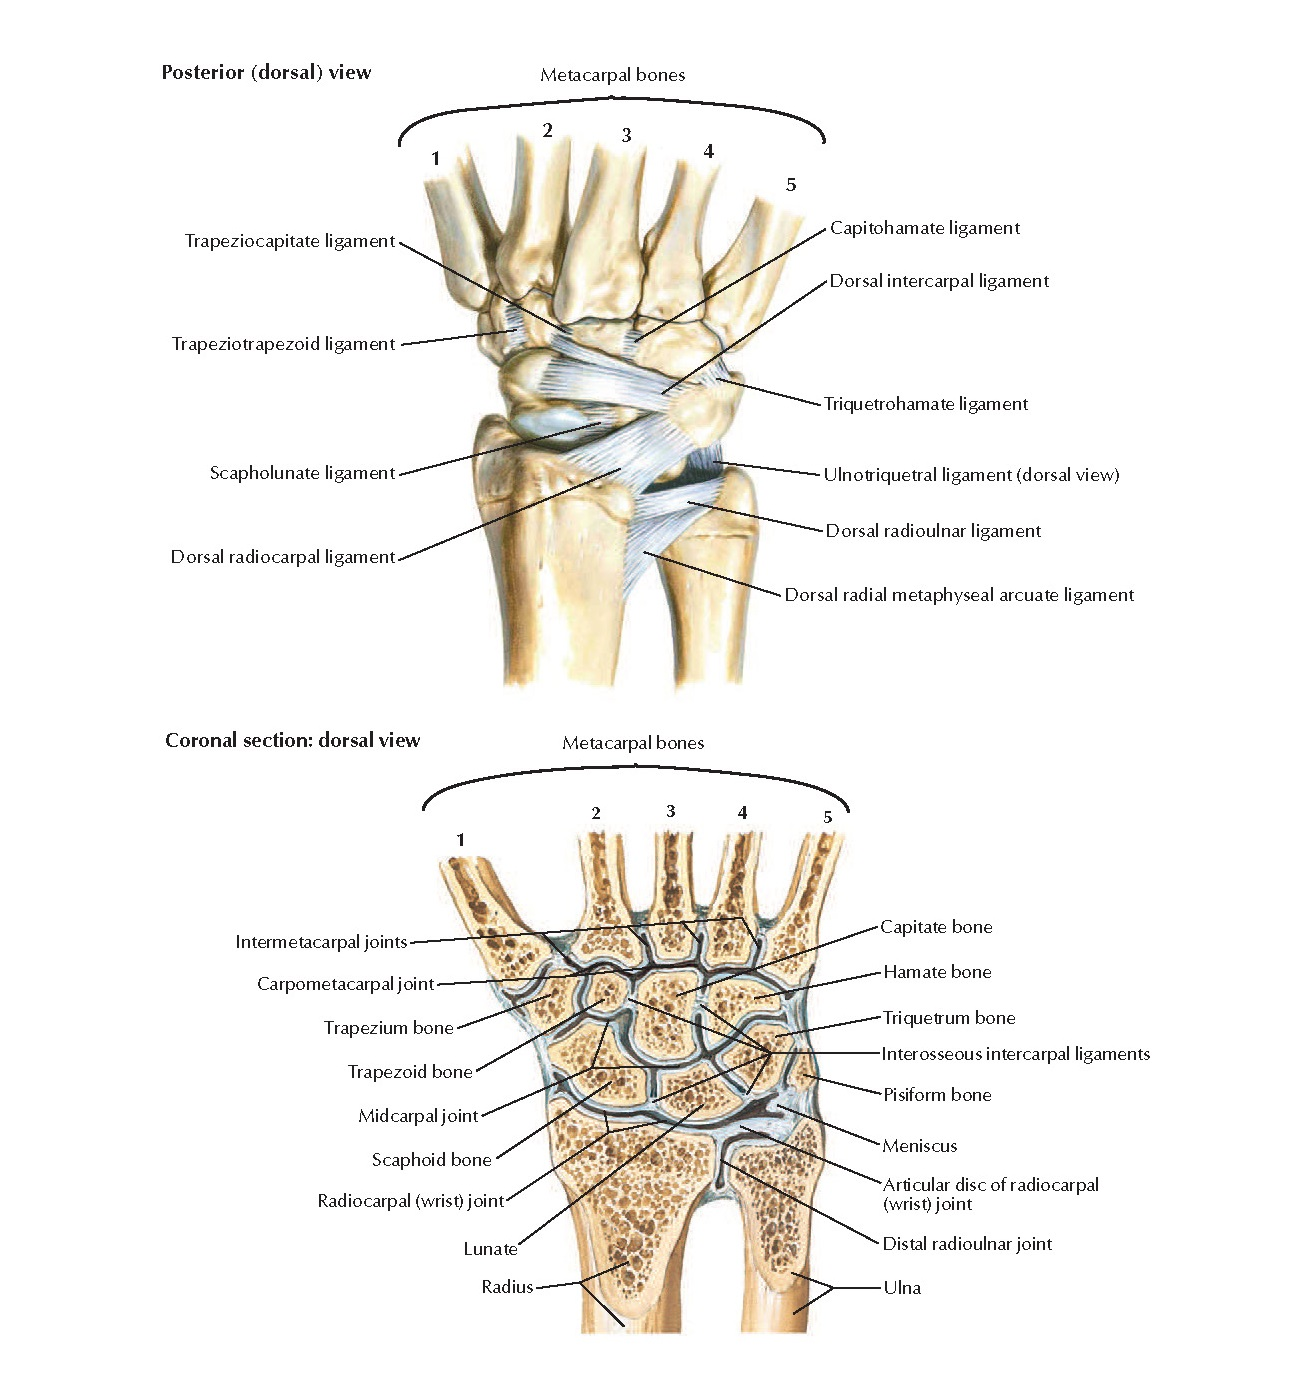 Posterior (dorsal) view
Metacarpal bones
1
2
3
4
5
Trapeziocapitate ligament
Trapeziotrapezoid ligament
Scapholunate ligament
Dorsal radiocarpal ligament
Capitohamate ligament
Dorsal intercarpal ligament
Triquetrohamate ligament
Ulnotriquetral ligament (dorsal view)
Dorsal radioulnar ligament
Dorsal radial metaphyseal arcuate ligament
Coronal section: dorsal view
Metacarpal bones
1
2
3
4
5
Intermetacarpal joints
Carpometacarpal joint
Trapezium bone
Trapezoid bone
Midcarpal joint
Scaphoid bone
Radiocarpal (wrist) joint
Lunate
Radius
Capitate bone
Hamate bone
Triquetrum bone
Interosseous intercarpal ligaments
Pisiform bone
Meniscus
Articular disc of radiocarpal
(wrist) joint
Distal radioulnar joint
Ulna